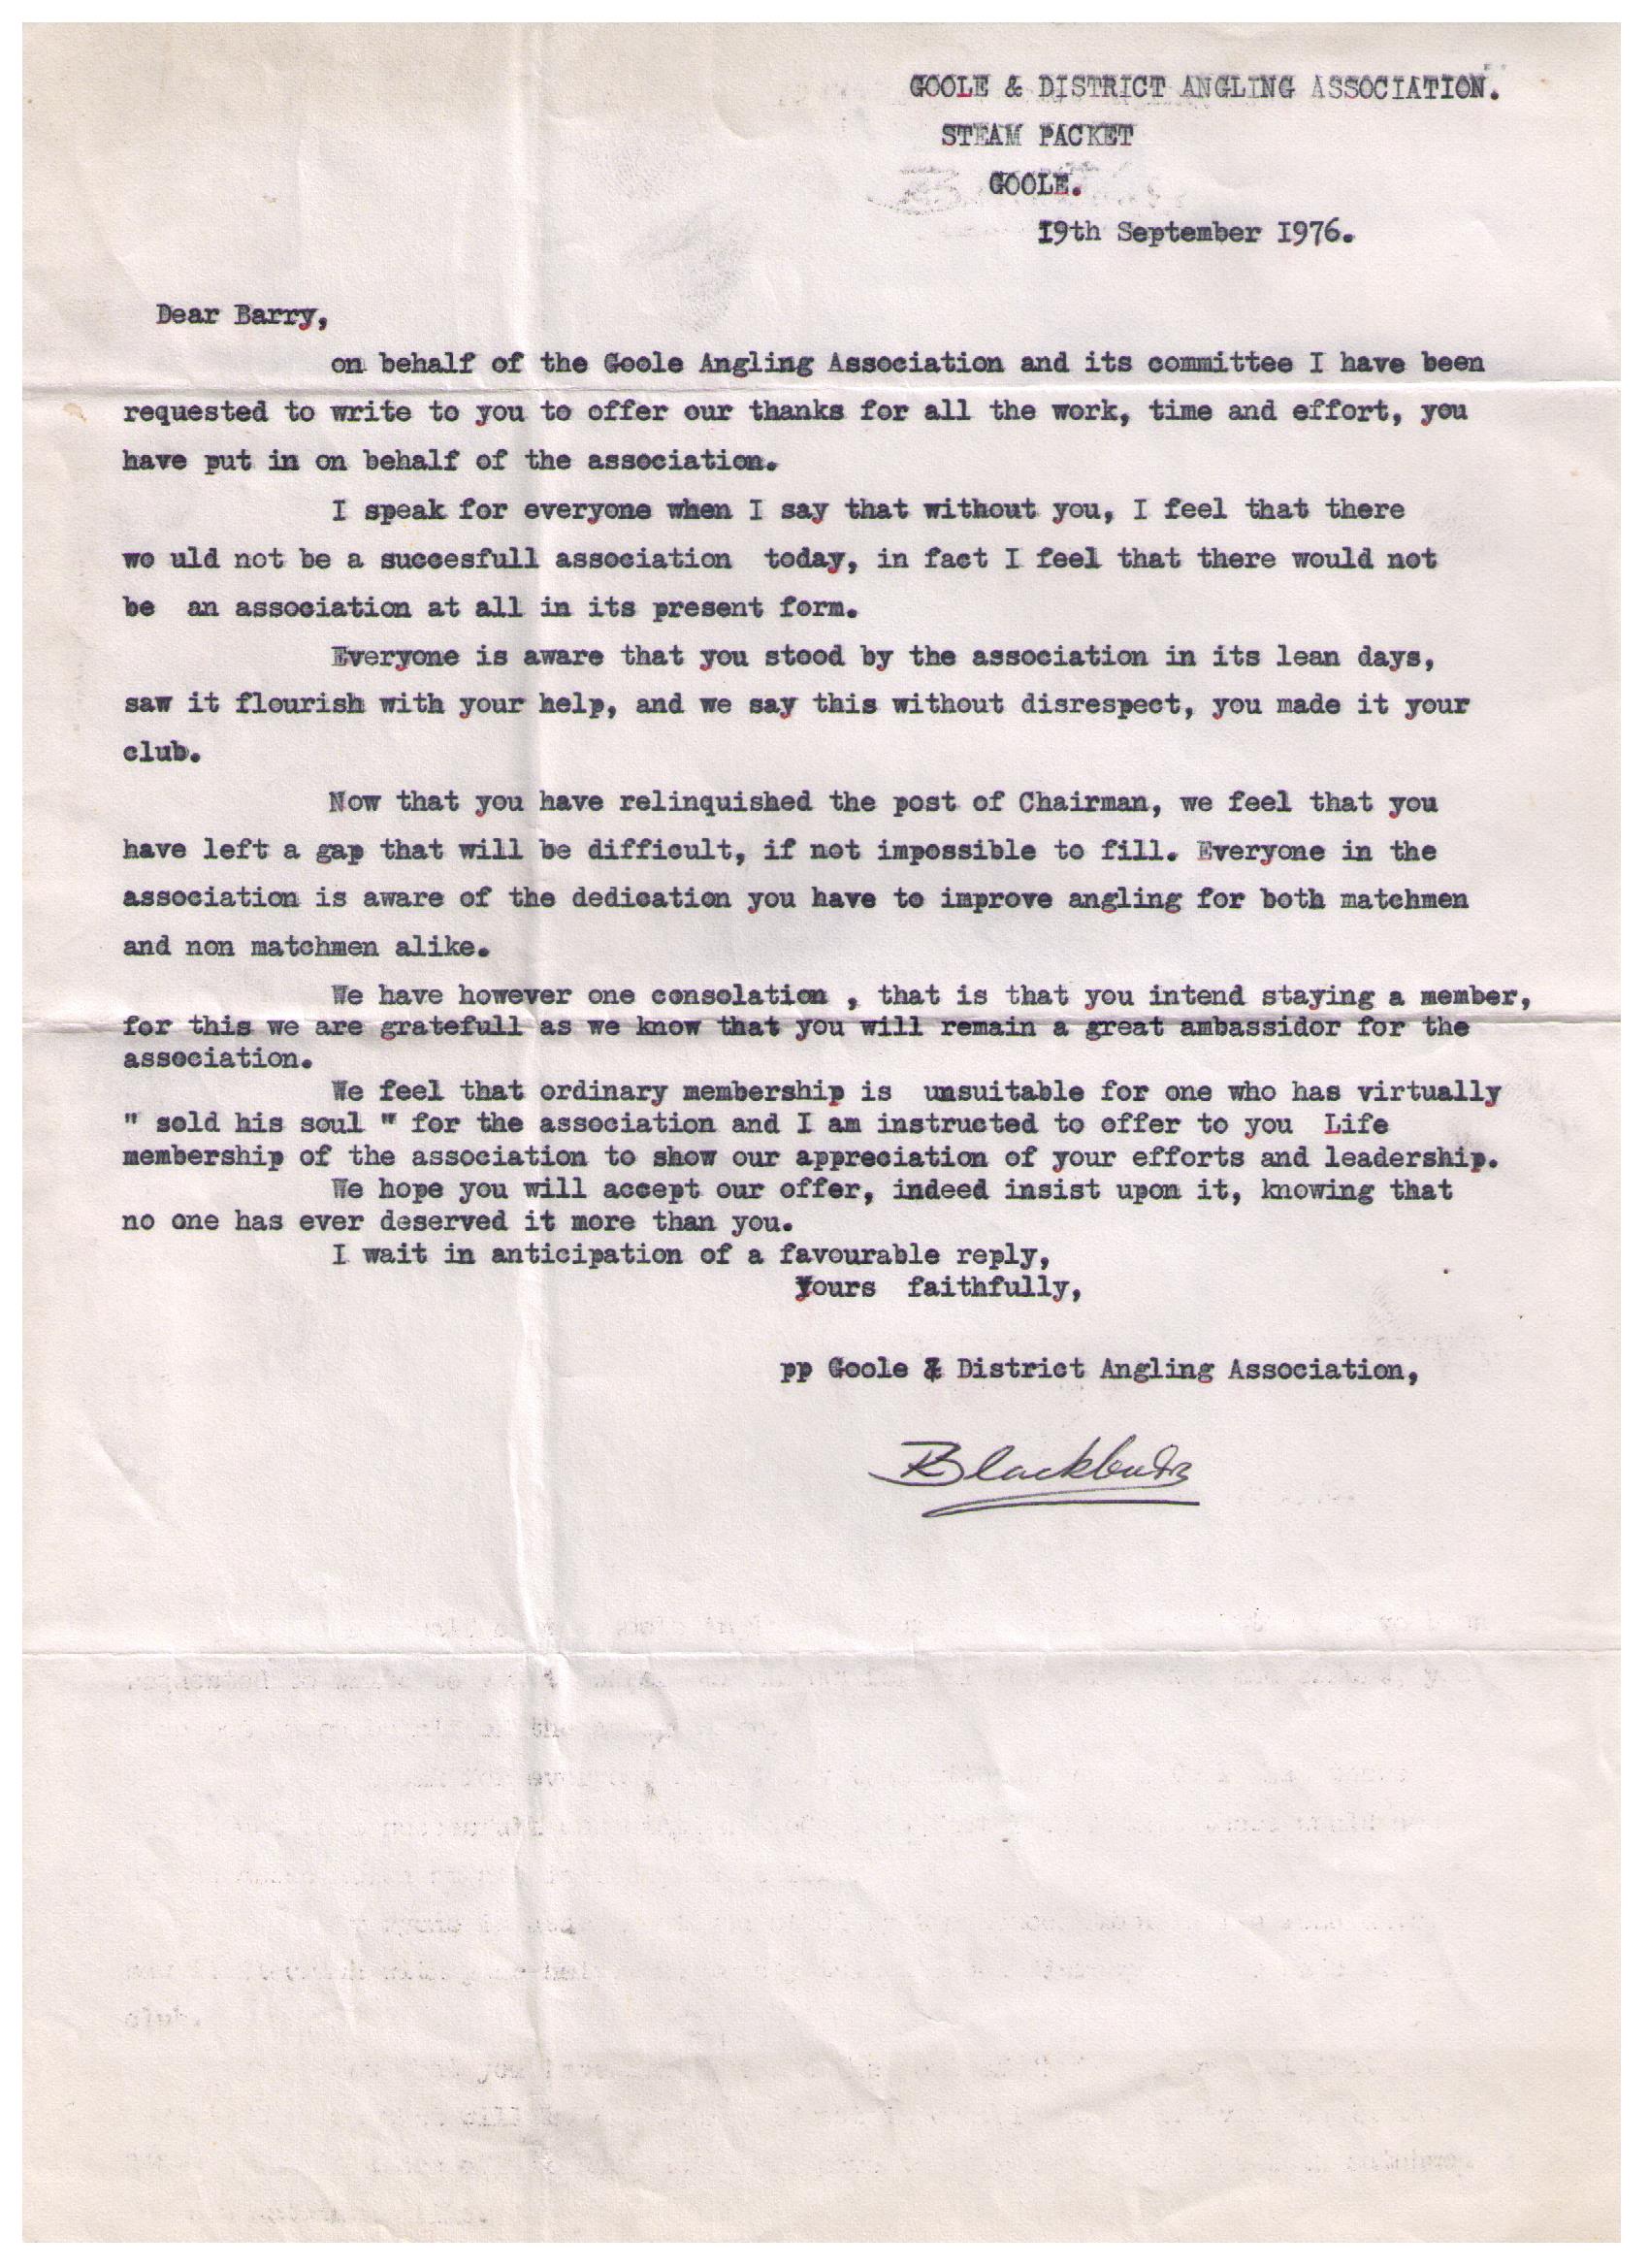 GOOLE & DISTRICT ANGLING ASSOCIATION.
STEAM PACKET
GOOLE.
19th September 1976.
Dear Barry,
on behalf of the Goole Angling Association and its committee I have been
requested to write to you to offer our thanks for all the work, time and effort, you
have put in on behalf of the association.
I speak for everyone when I say that without you, I feel that there
wo uld not be a succesfull association today, in fact I feel that there would not
be an association at all in its present form.
Everyone is aware that you stood by the association in its lean days,
saw it flourish with your help, and we say this without disrespect, you made it your
club.
Now that you have relinquished the post of Chairman, we feel that you
have left a gap that will be difficult, if not impossible to fill. Everyone in the
association is aware of the dedication you have to improve angling for both matchmen
and non matchmen alike.
We have however one consolation , that is that you intend staying a member,
for this we are gratefull as we know that you will remain a great ambassidor for the
association.
We feel that ordinary membership is unsuitable for one who has virtually
" sold his soul " for the association and I am instructed to offer to you Life
membership of the association to show our appreciation of your efforts and leadership.
We hope you will accept our offer, indeed insist upon it, knowing that
no one has ever deserved it more than you.
I wait in anticipation of a favourable reply,
Yours faithfully,
pp Goole & District Angling Association,
Blackburn